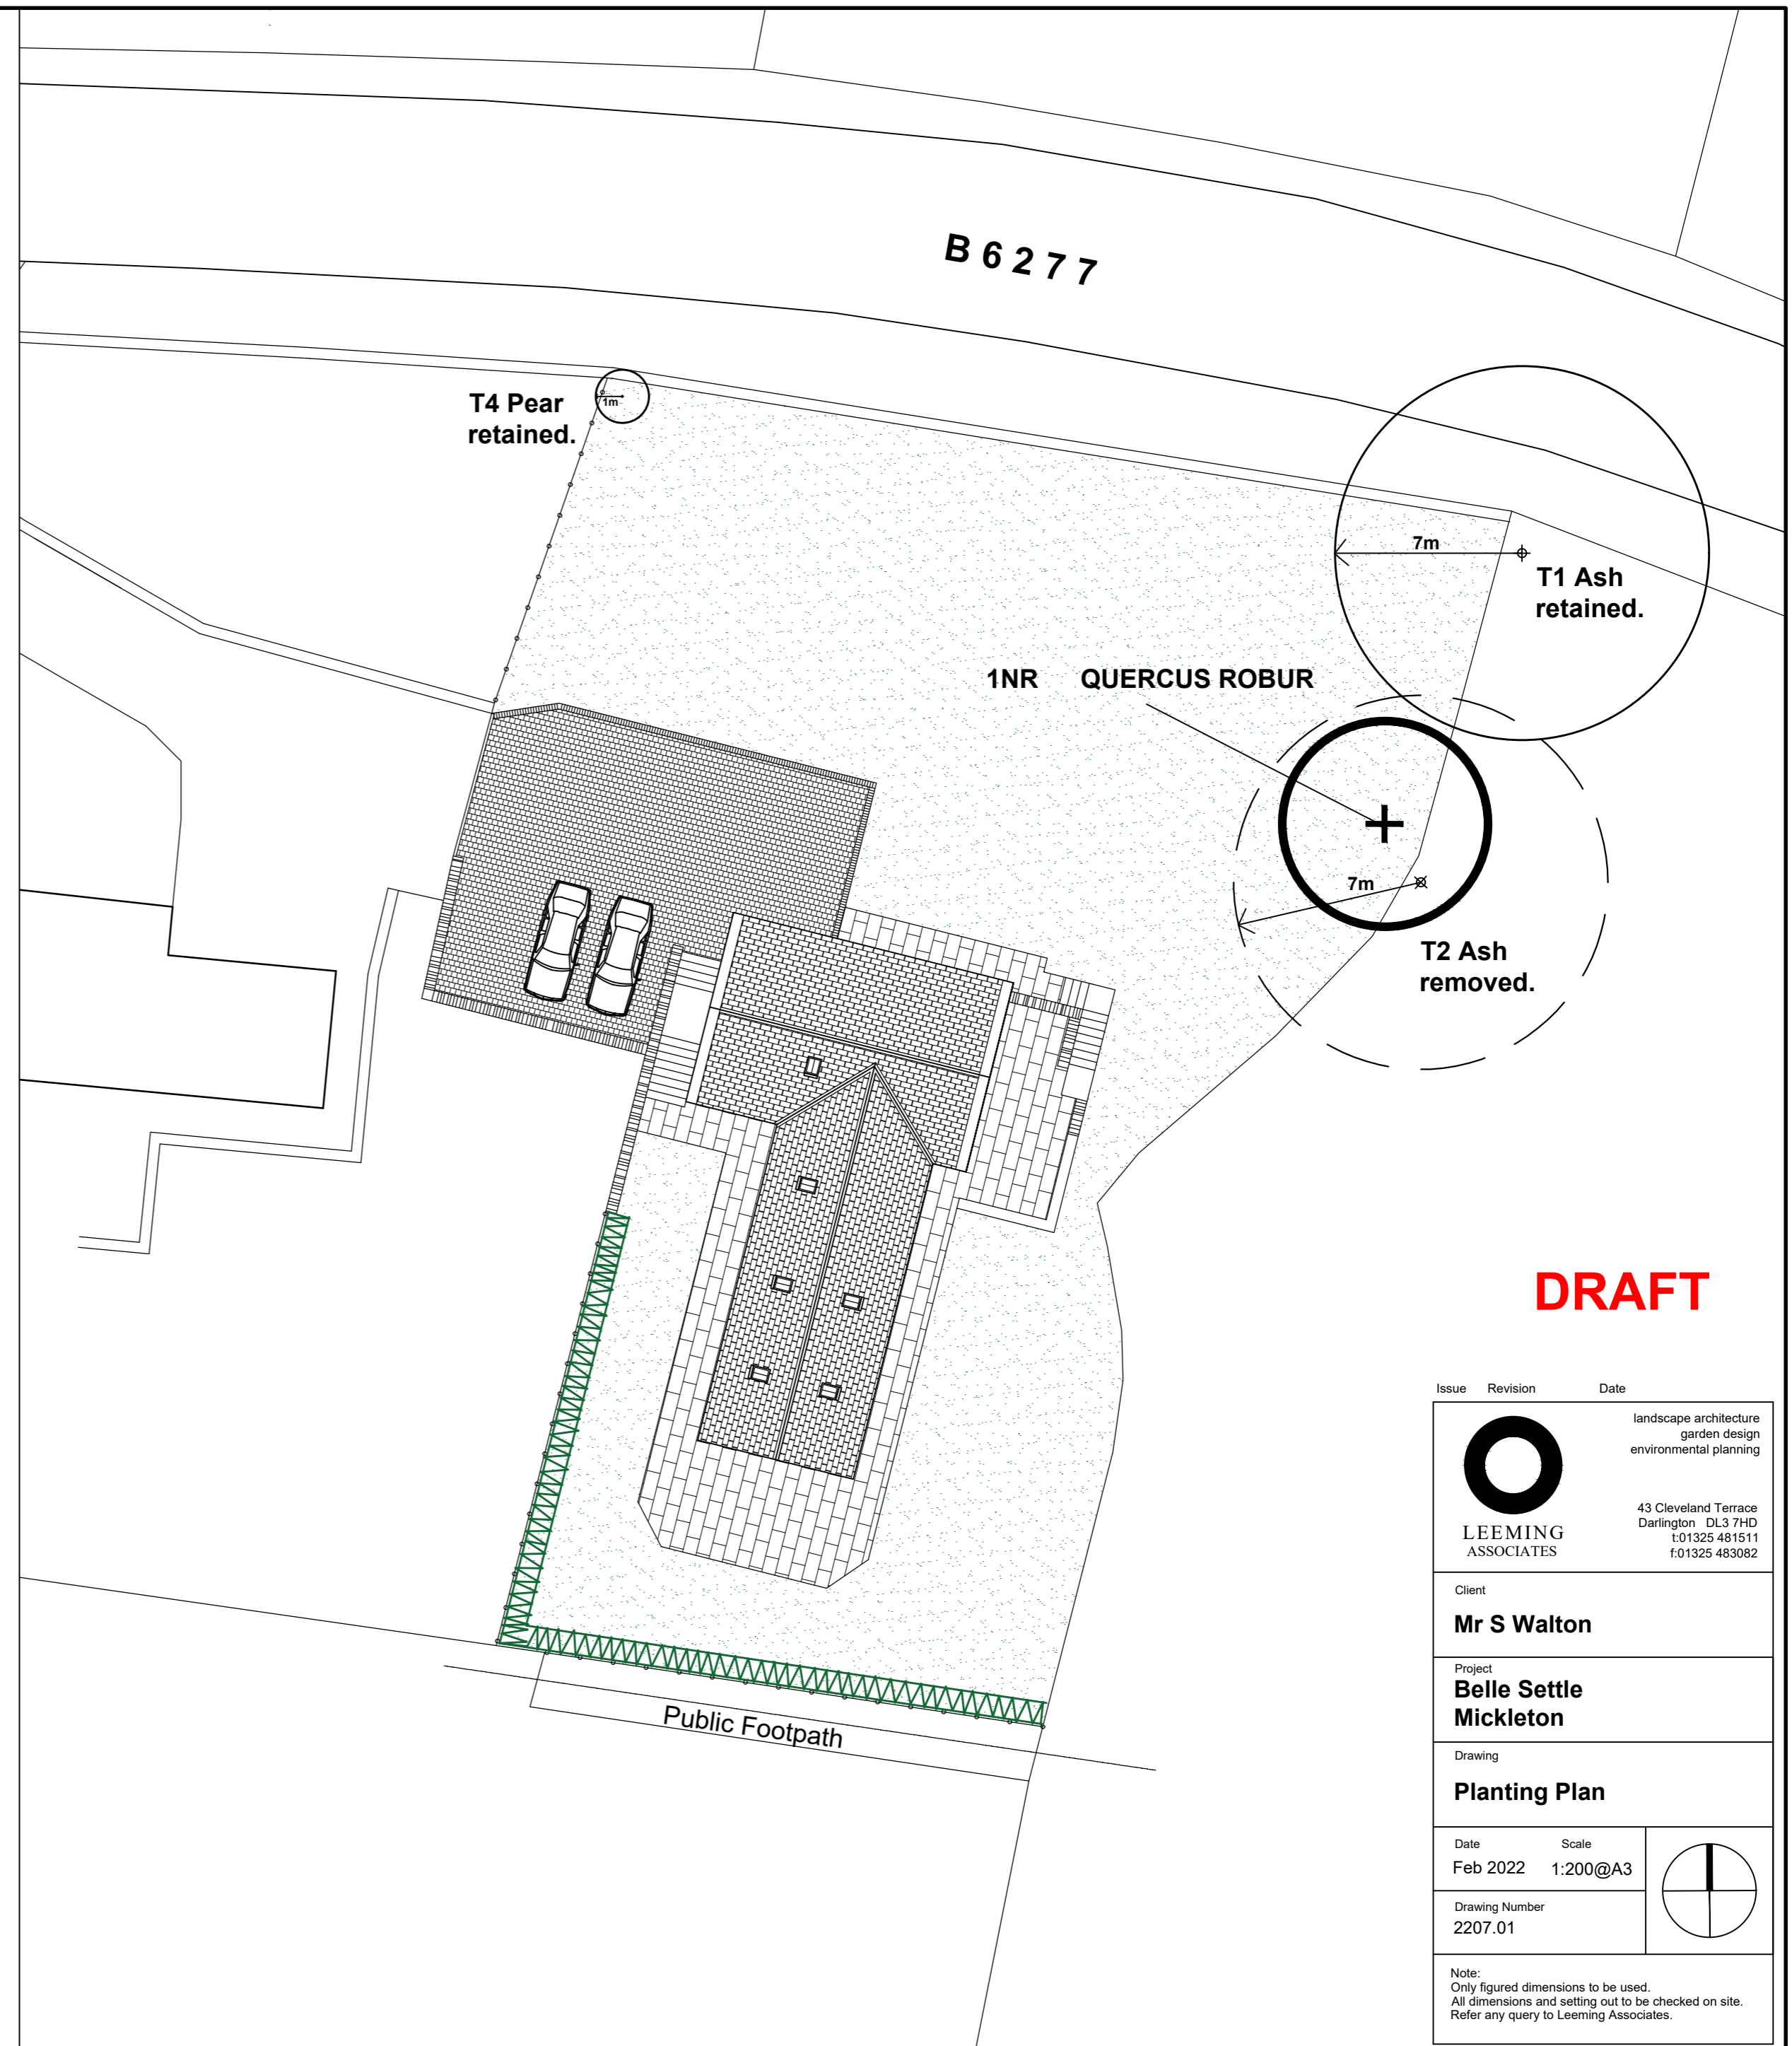 B 6 2 7 7
T4 Pear
retained.
1m
7m
T1 Ash
retained.
1NR QUERCUS ROBUR
7m
T2 Ash
removed.
DRAFT
Public Footpath
Issue Revision Date
landscape architecture
garden design
environmental planning
43 Cleveland Terrace
Darlington DL3 7HD
t:01325 481511
f:01325 483082
LEEMING
ASSOCIATES
Client
Mr S Walton
Project
Belle Settle
Mickleton
Drawing
Planting Plan
Date Scale
Feb 2022 1:200@A3
Drawing Number
2207.01
Note:
Only figured dimensions to be used.
All dimensions and setting out to be checked on site.
Refer any query to Leeming Associates.